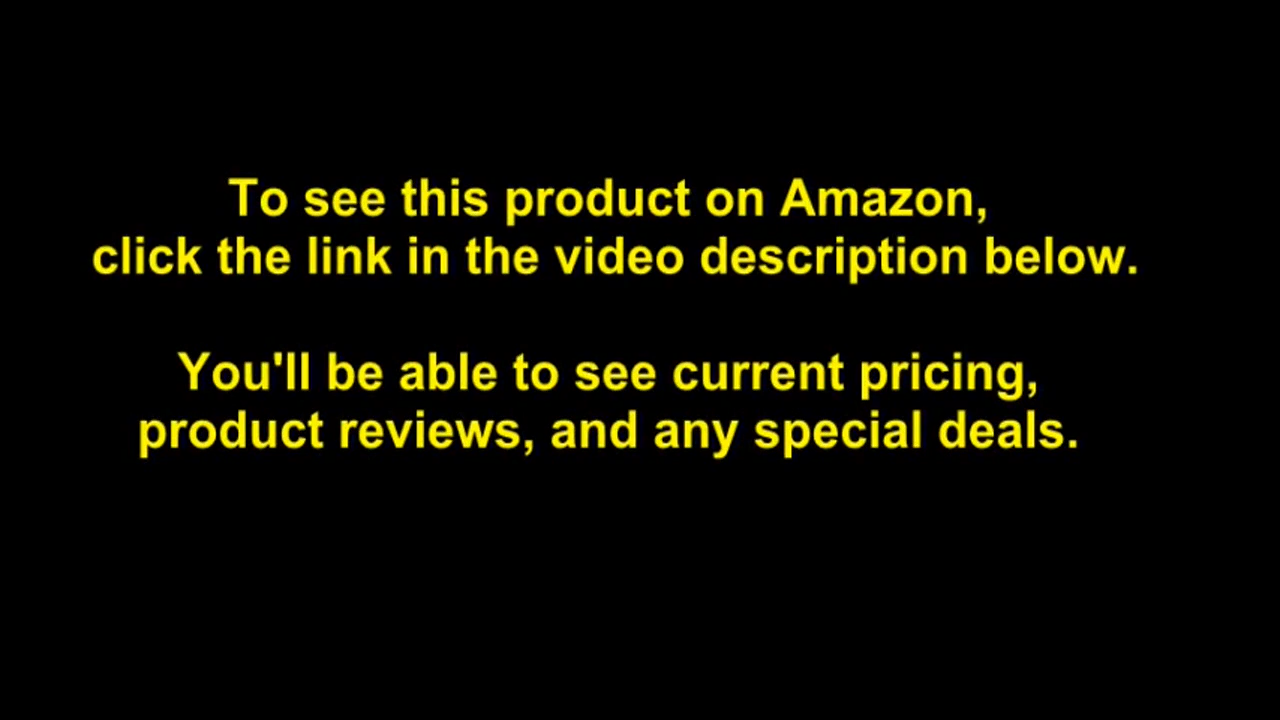 To see this product on Amazon,
click the link in the video description below.
You'll be able to see current pricing,
product reviews, and any special deals.